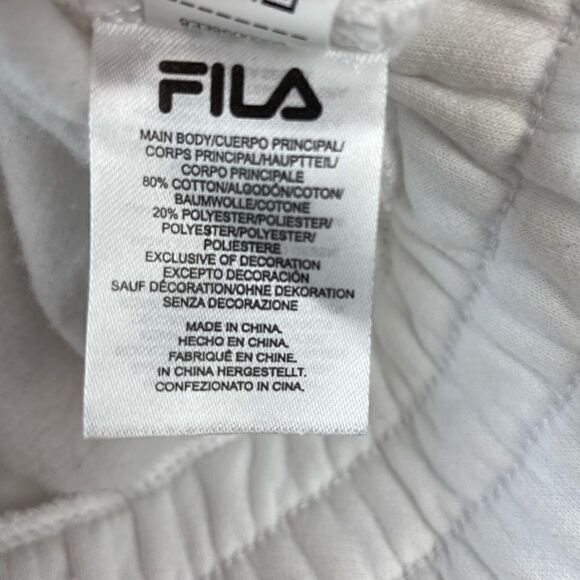 FILA
MAIN BODY/CUERPO PRINCIPAL/
CORPS PRINCIPAL/HAUPTTEIL/
CORPO PRINCIPALE
80% COTTON/ALGODÓN/COTON/
BAUMWOLLE/COTONE
20% POLYESTER/POLIESTER/
POLYESTER/POLYESTER/
POLIESTERE
EXCLUSIVE OF DECORATION
EXCEPTO DECORACIÓN
SAUF DÉCORATION/OHNE DEKORATION
SENZA DECORAZIONE
MADE IN CHINA.
HECHO EN CHINA.
FABRIQUÉ EN CHINE.
IN CHINA HERGESTELLT.
CONFEZIONATO IN CINA.